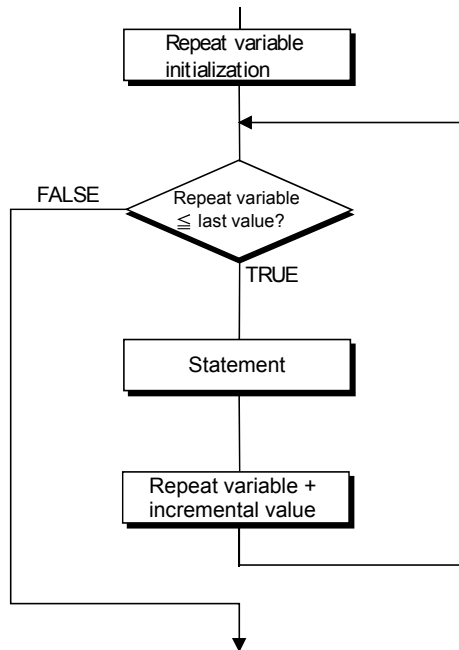 Repeat variable
initialization
FALSE
Repeat variable
≦ last value?
TRUE
Statement
Repeat variable +
incremental value